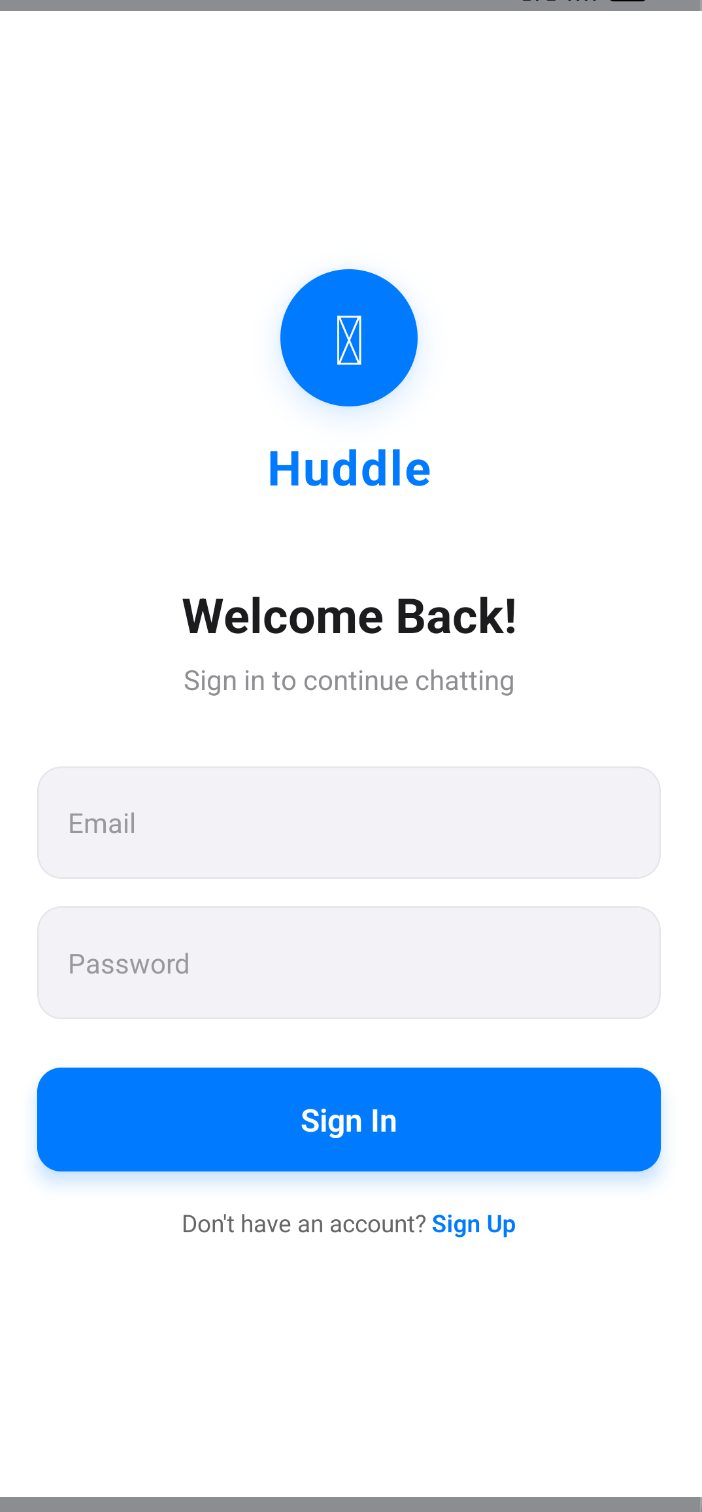 Huddle
Welcome Back!
Sign in to continue chatting
Email
Password
Sign In
Don't have an account? Sign Up